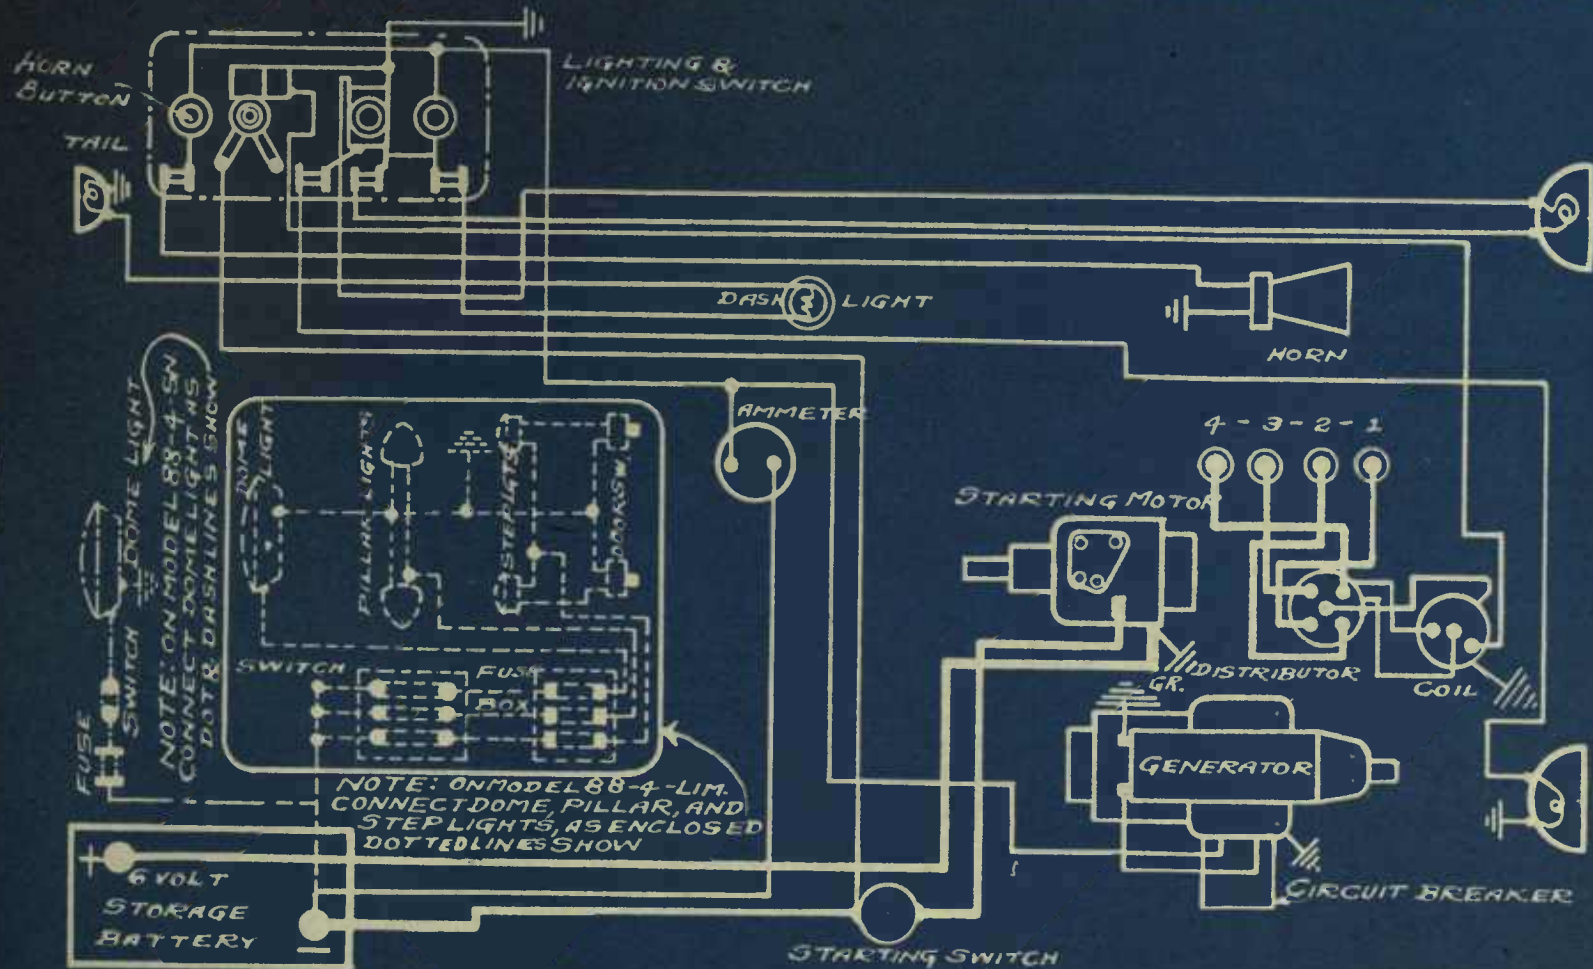 HORN
BUTTON
LIGHTING &
IGNITION SWITCH
TAIL
DASH LIGHT
HORN
AMMETER
4 - 3 - 2 - 1
STARTING MOTOR
DOME LIGHT
SWITCH
FUSE
NOTE: ON MODEL 88-4-SN
CONNECT DOME LIGHT AS
DOT & DASH LINES SHOW
DOME
LIGHT
PILLAR LIGHTS
STEP LIGHTS
DOOR SW.
SWITCH
FUSE
BOX
GR.
DISTRIBUTOR
COIL
GENERATOR
NOTE: ON MODEL 88-4-LIM.
CONNECT DOME, PILLAR, AND
STEP LIGHTS, AS ENCLOSED
DOTTED LINES SHOW
+
6 VOLT
STORAGE
BATTERY
–
CIRCUIT BREAKER
STARTING SWITCH